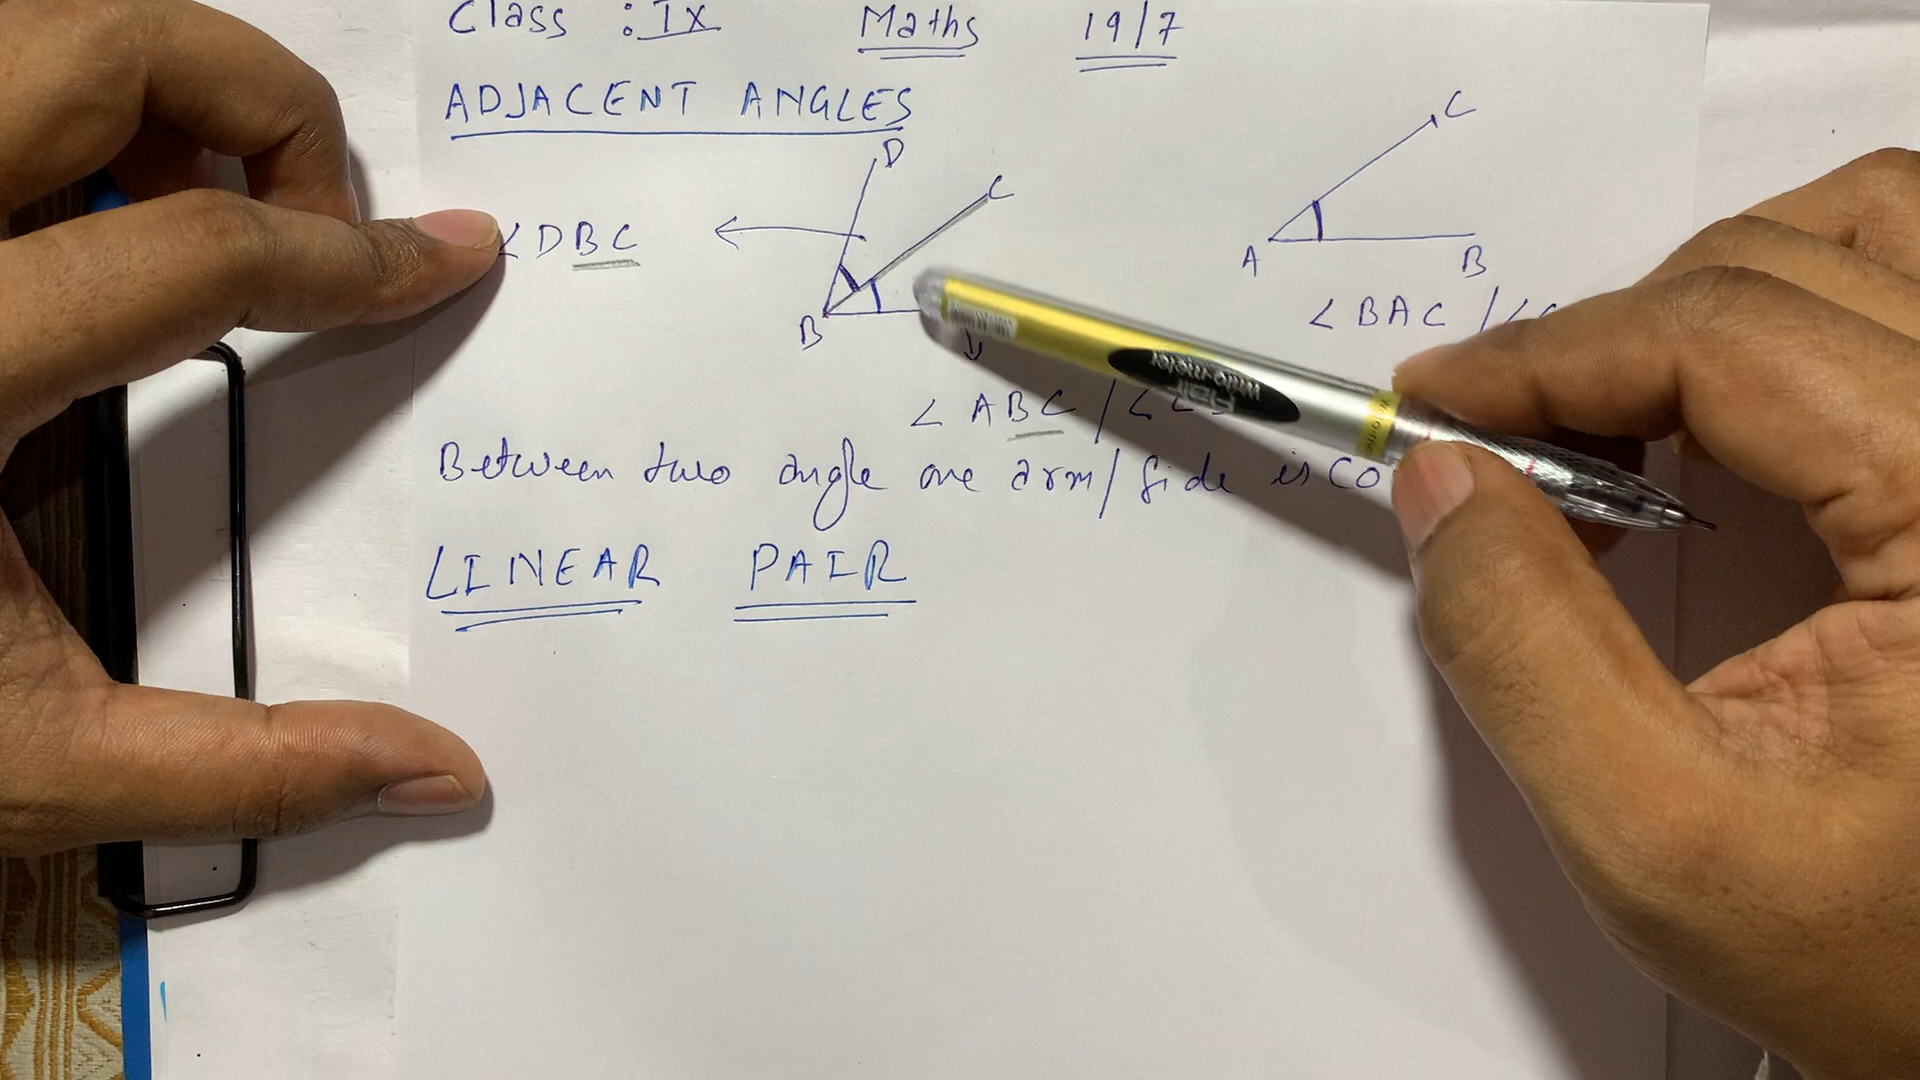 Class : IX Maths 19/7
ADJACENT ANGLES
D
C
C
∠DBC
A B
B
∠BAC /∠
∠ABC /∠
Between two angle one arm/side is
LINEAR PAIR